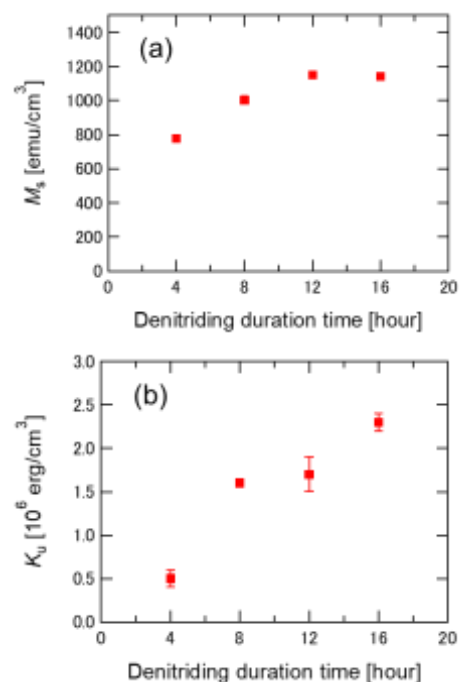 (a)
1400
1200
1000
800
600
400
200
0
Ms [emu/cm³]
0 4 8 12 16 20
Denitriding duration time [hour]
(b)
3.0
2.5
2.0
1.5
1.0
0.5
0.0
Ku [10⁶ erg/cm³]
0 4 8 12 16 20
Denitriding duration time [hour]